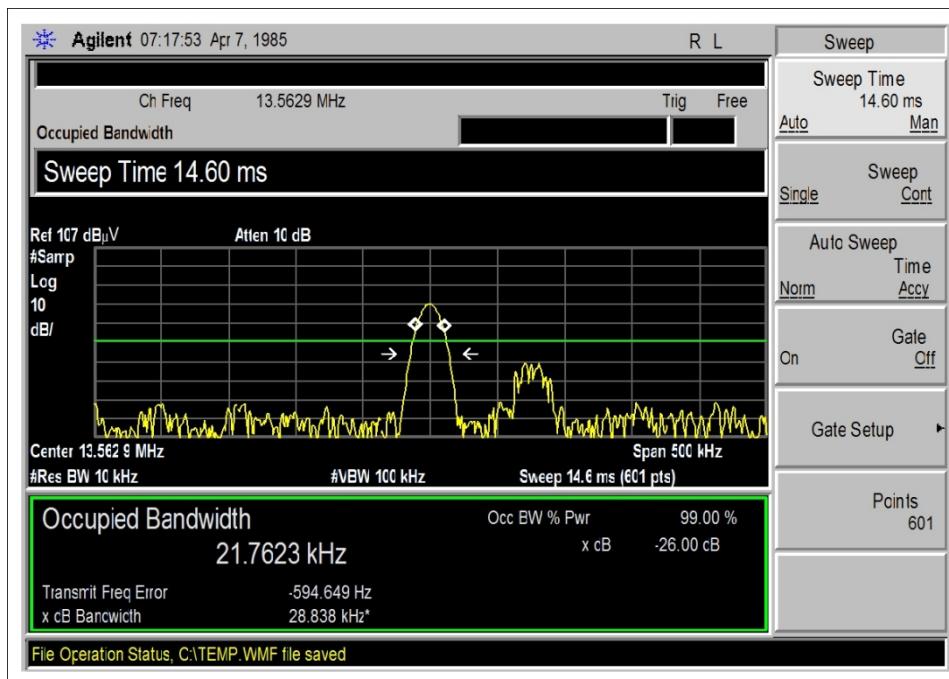 Agilent 07:17:53 Apr 7, 1985 R L
Ch Freq 13.5629 MHz Trig Free
Occupied Bandwidth
Sweep Time 14.60 ms
Ref 107 dBµV Atten 10 dB
#Samp
Log
10
dB/
Center 13.562 9 MHz Span 500 kHz
#Res BW 10 kHz #VBW 100 kHz Sweep 14.6 ms (601 pts)
Occupied Bandwidth Occ BW % Pwr 99.00 %
21.7623 kHz x dB -26.00 dB
Transmit Freq Error -594.649 Hz
x dB Bandwidth 28.838 kHz*
File Operation Status, C:\TEMP.WMF file saved
Sweep
Sweep Time
14.60 ms
Auto Man
Sweep
Single Cont
Auto Sweep
Time
Norm Accy
Gate
On Off
Gate Setup
Points
601